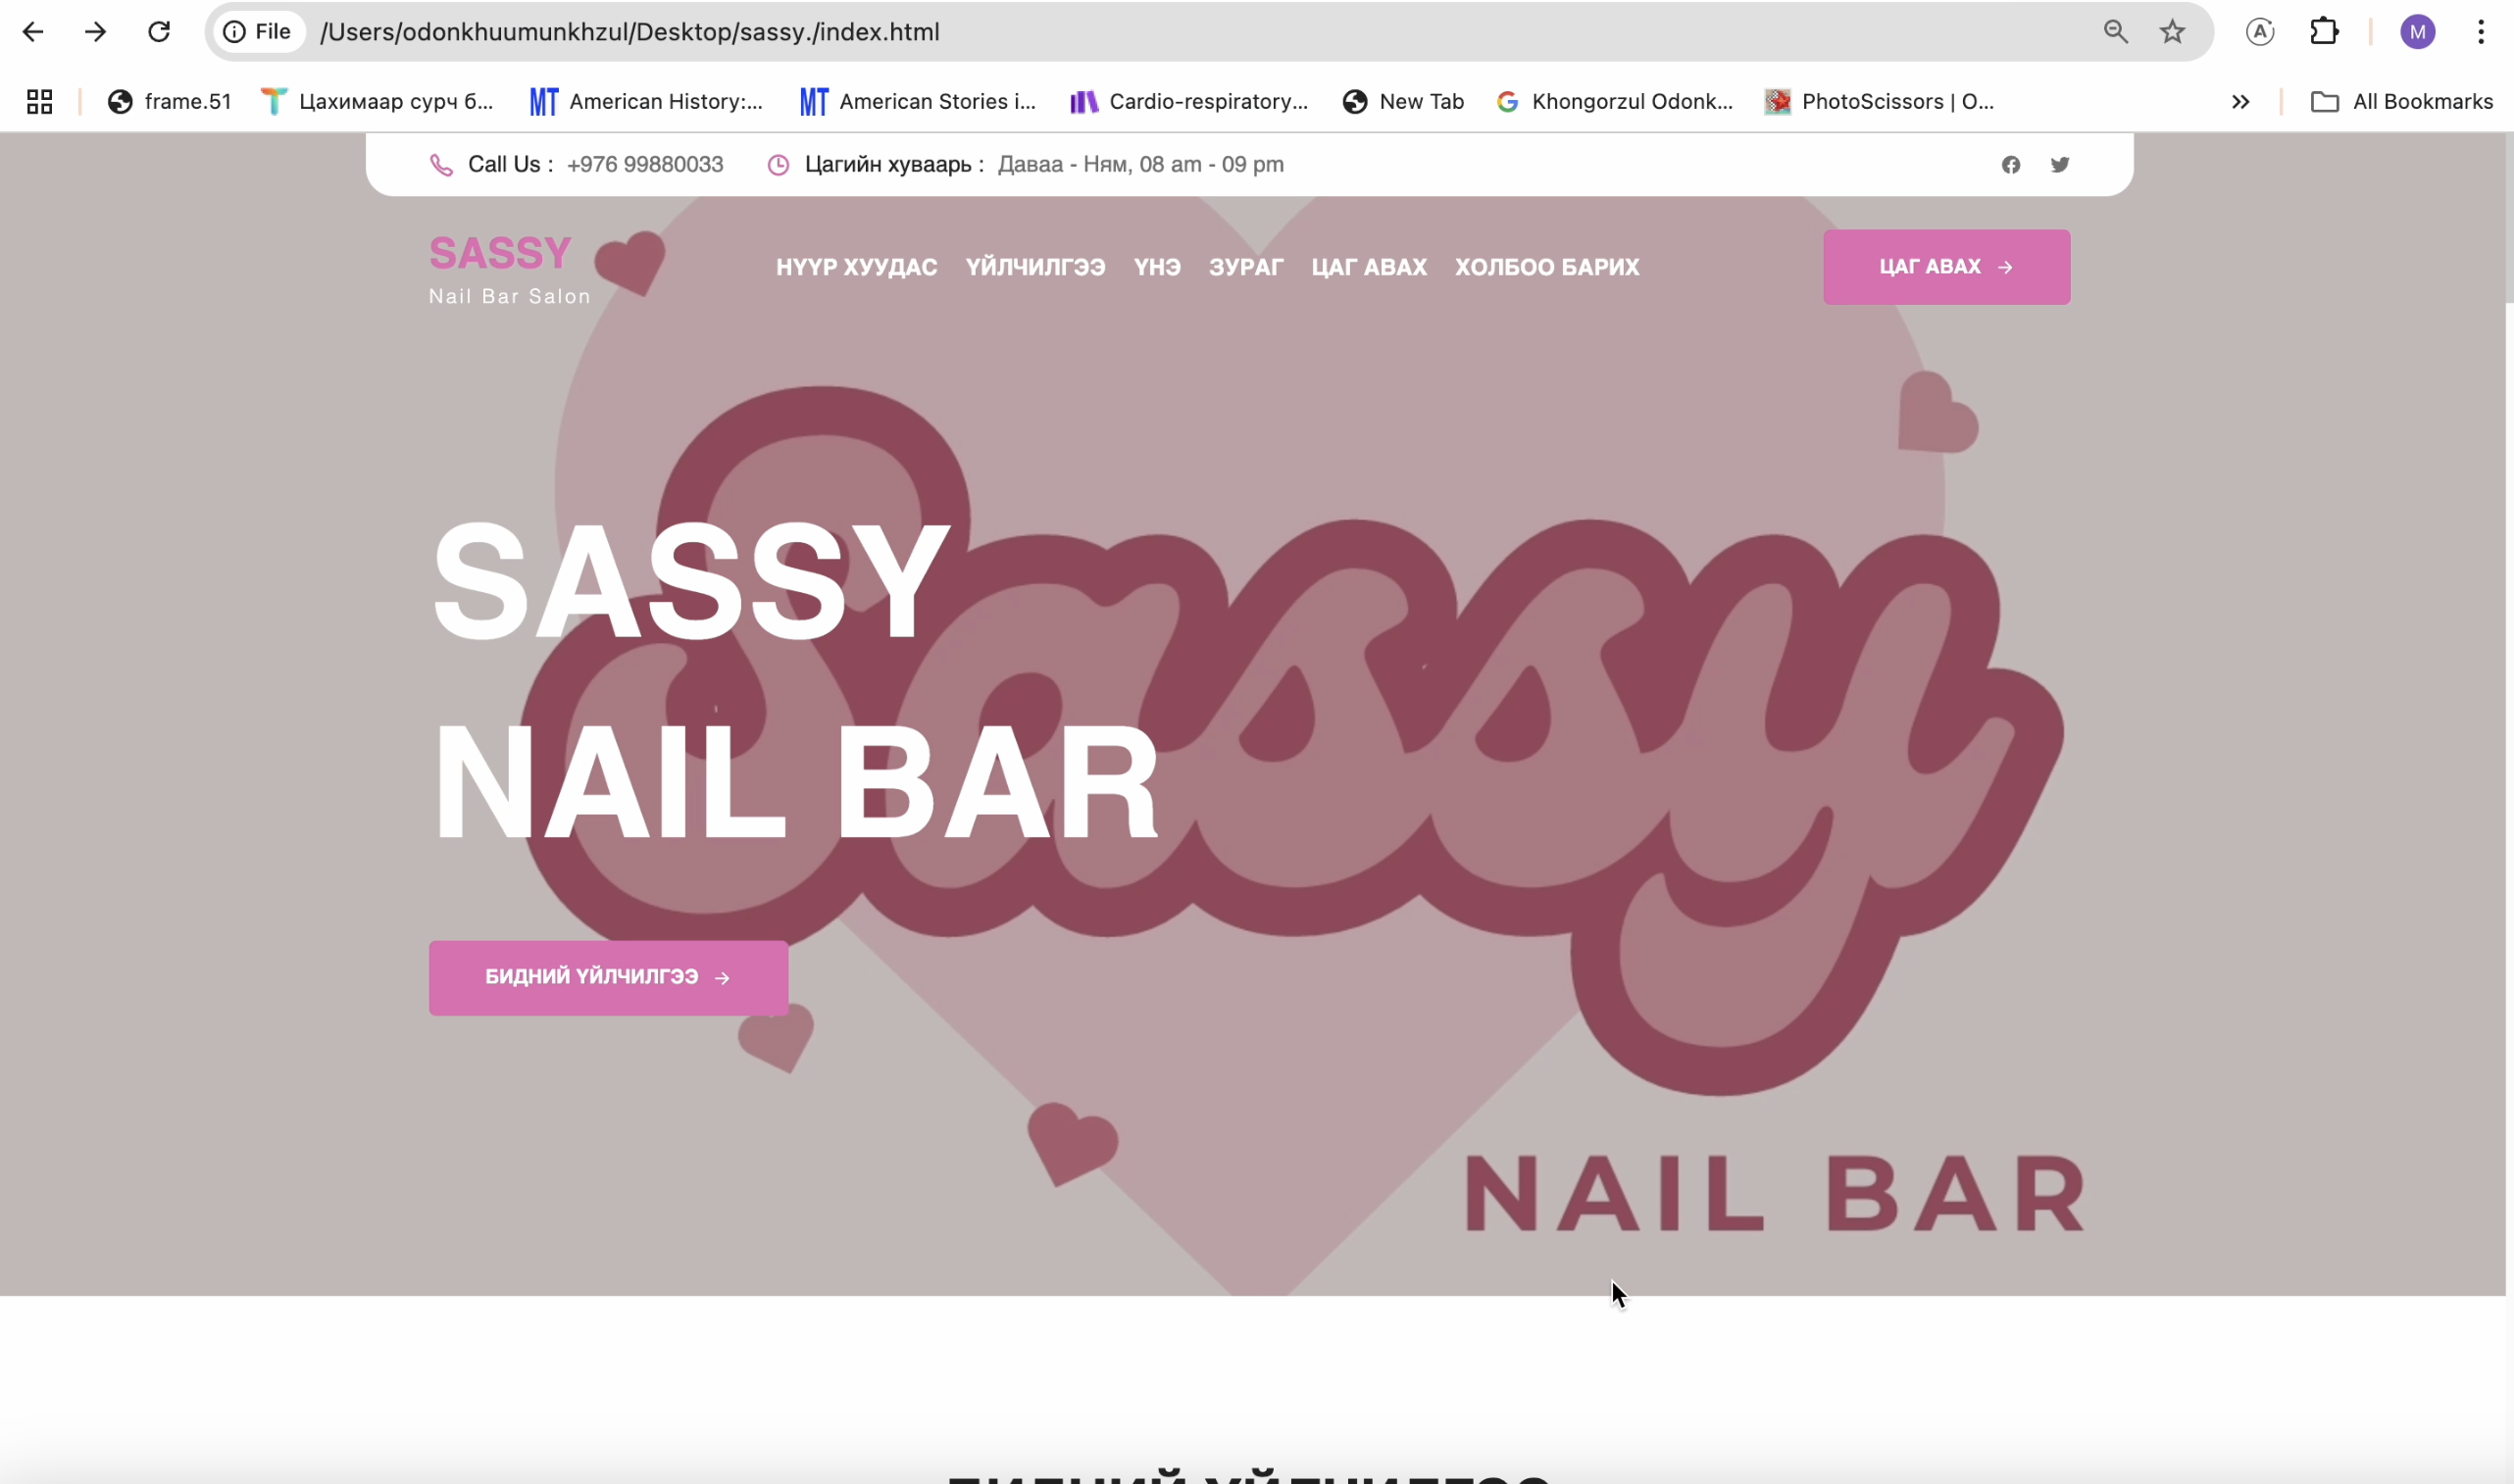 File /Users/odonkhuumunkhzul/Desktop/sassy./index.html M
frame.51 Цахимаар сурч б... American History:... American Stories i... Cardio-respiratory... New Tab Khongorzul Odonk... PhotoScissors | O... All Bookmarks
Call Us : +976 99880033 Цагийн хуваарь : Даваа - Ням, 08 am - 09 pm
SASSY
Nail Bar Salon
НҮҮР ХУУДАС ҮЙЛЧИЛГЭЭ ҮНЭ ЗУРАГ ЦАГ АВАХ ХОЛБОО БАРИХ
ЦАГ АВАХ →
SASSY
NAIL BAR
Sassy
БИДНИЙ ҮЙЛЧИЛГЭЭ →
NAIL BAR